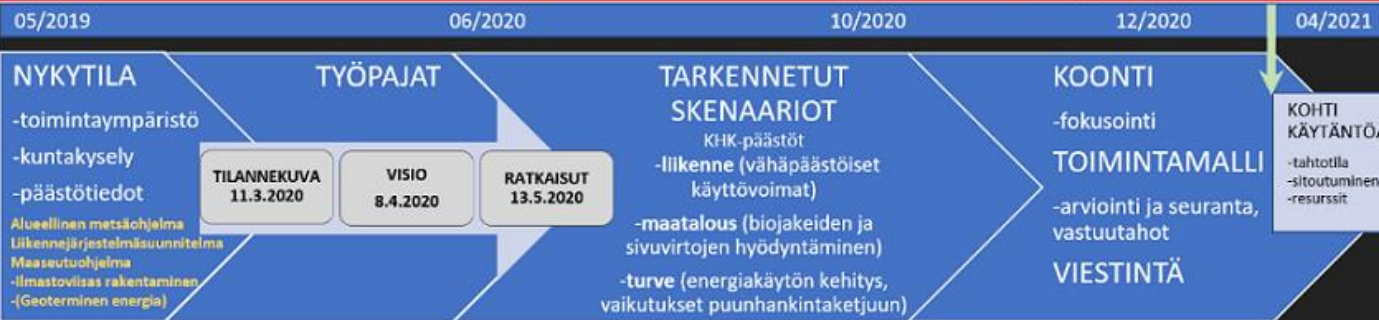 05/2019
06/2020
10/2020
12/2020
04/2021
NYKYTILA
-toimintaympäristö
-kuntakysely
-päästötiedot
Alueellinen metsäohjelma
Liikennejärjestelmäsuunnitelma
Maaseutuohjelma
-Ilmastoviisas rakentaminen
-(Geoterminen energia)
TYÖPAJAT
TILANNEKUVA
11.3.2020
VISIO
8.4.2020
RATKAISUT
13.5.2020
TARKENNETUT
SKENAARIOT
KHK-päästöt
-liikenne (vähäpäästöiset
käyttövoimat)
-maatalous (biojakeiden ja
sivuvirtojen hyödyntäminen)
-turve (energiakäytön kehitys,
vaikutukset puunhankintaketjuun)
KOONTI
-fokusointi
TOIMINTAMALLI
-arviointi ja seuranta,
vastuutahot
VIESTINTÄ
KOHTI
KÄYTÄNTÖÄ
-tahtotila
-sitoutuminen
-resurssit